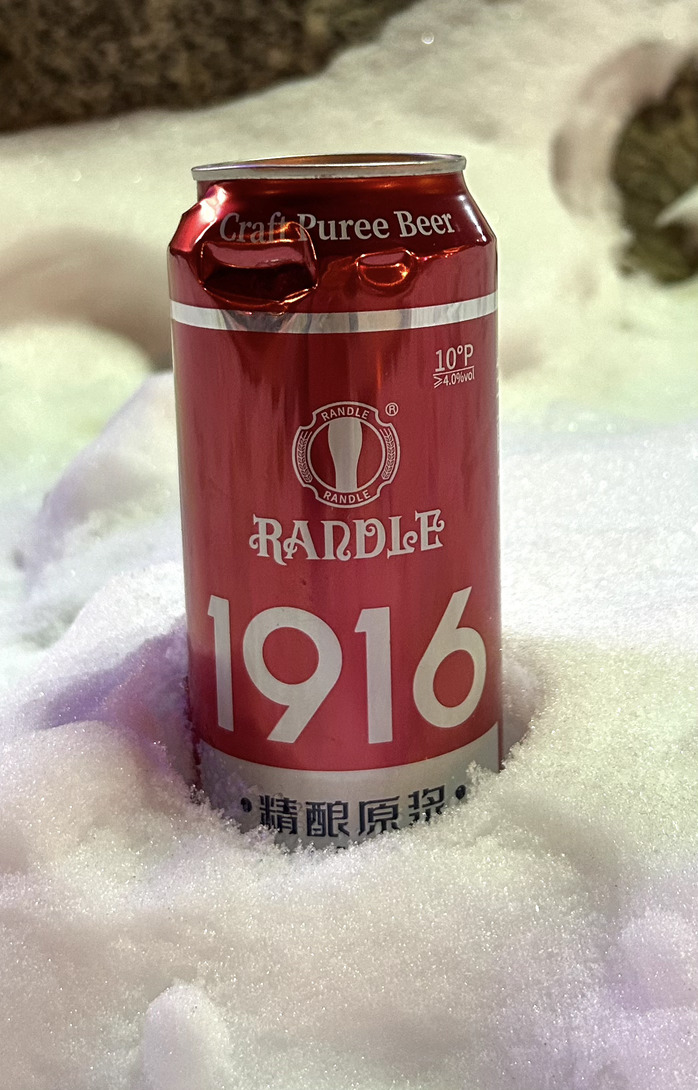 Craft Puree Beer
10°P
≥4.0%vol
RANDLE
®
RANDLE
RANDLE
1916
·精酿原浆·